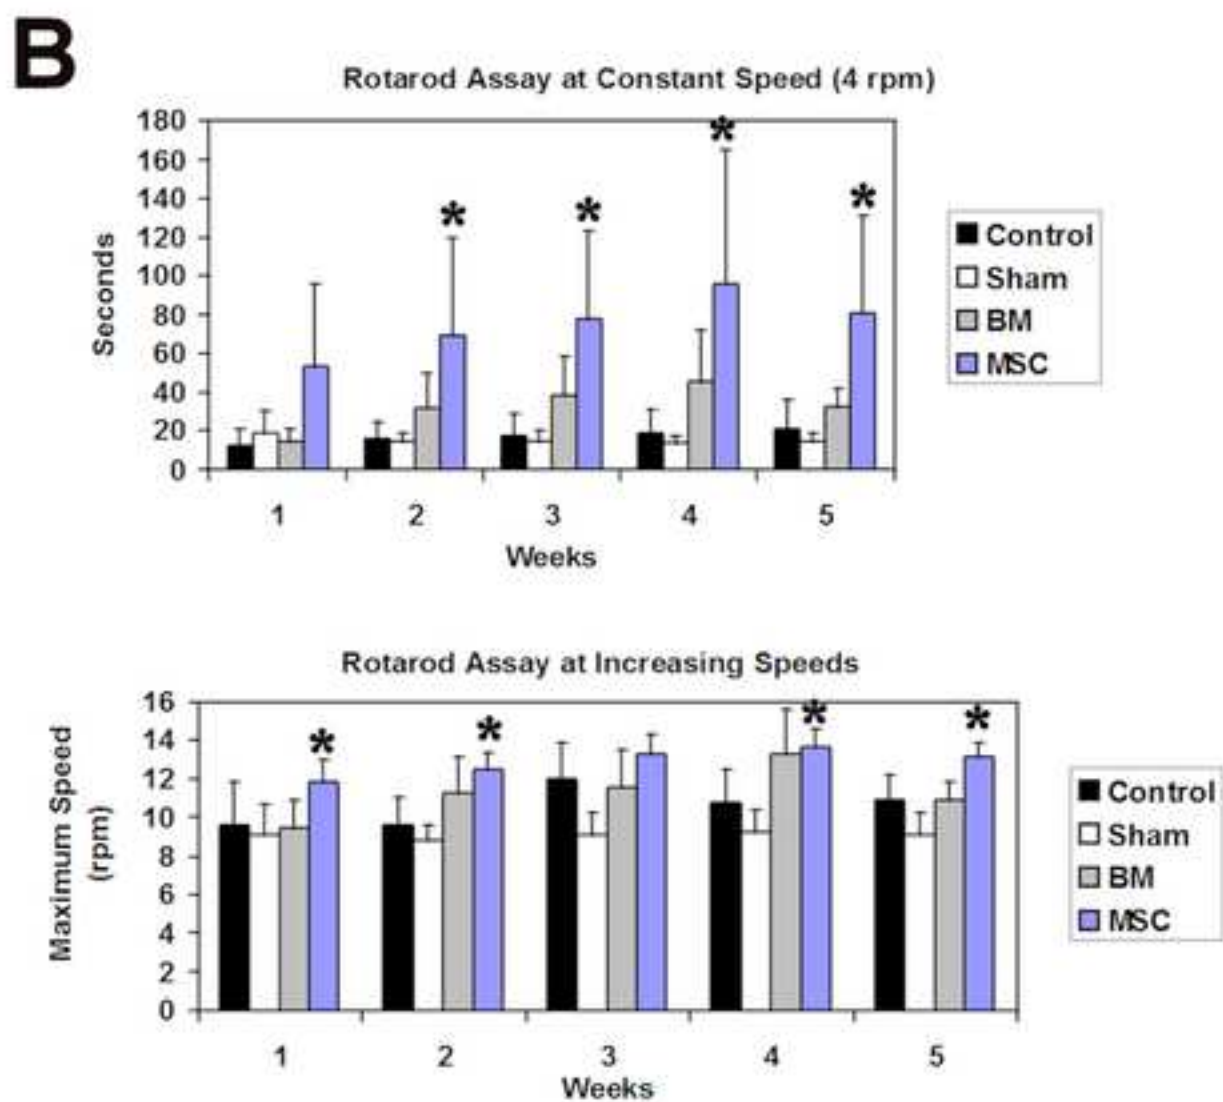 B
Rotarod Assay at Constant Speed (4 rpm)
180
160
140
120
100
80
60
40
20
0
Seconds
* * * *
1 2 3 4 5
Weeks
Control
Sham
BM
MSC
Rotarod Assay at Increasing Speeds
16
14
12
10
8
6
4
2
0
Maximum Speed
(rpm)
* * * *
1 2 3 4 5
Weeks
Control
Sham
BM
MSC